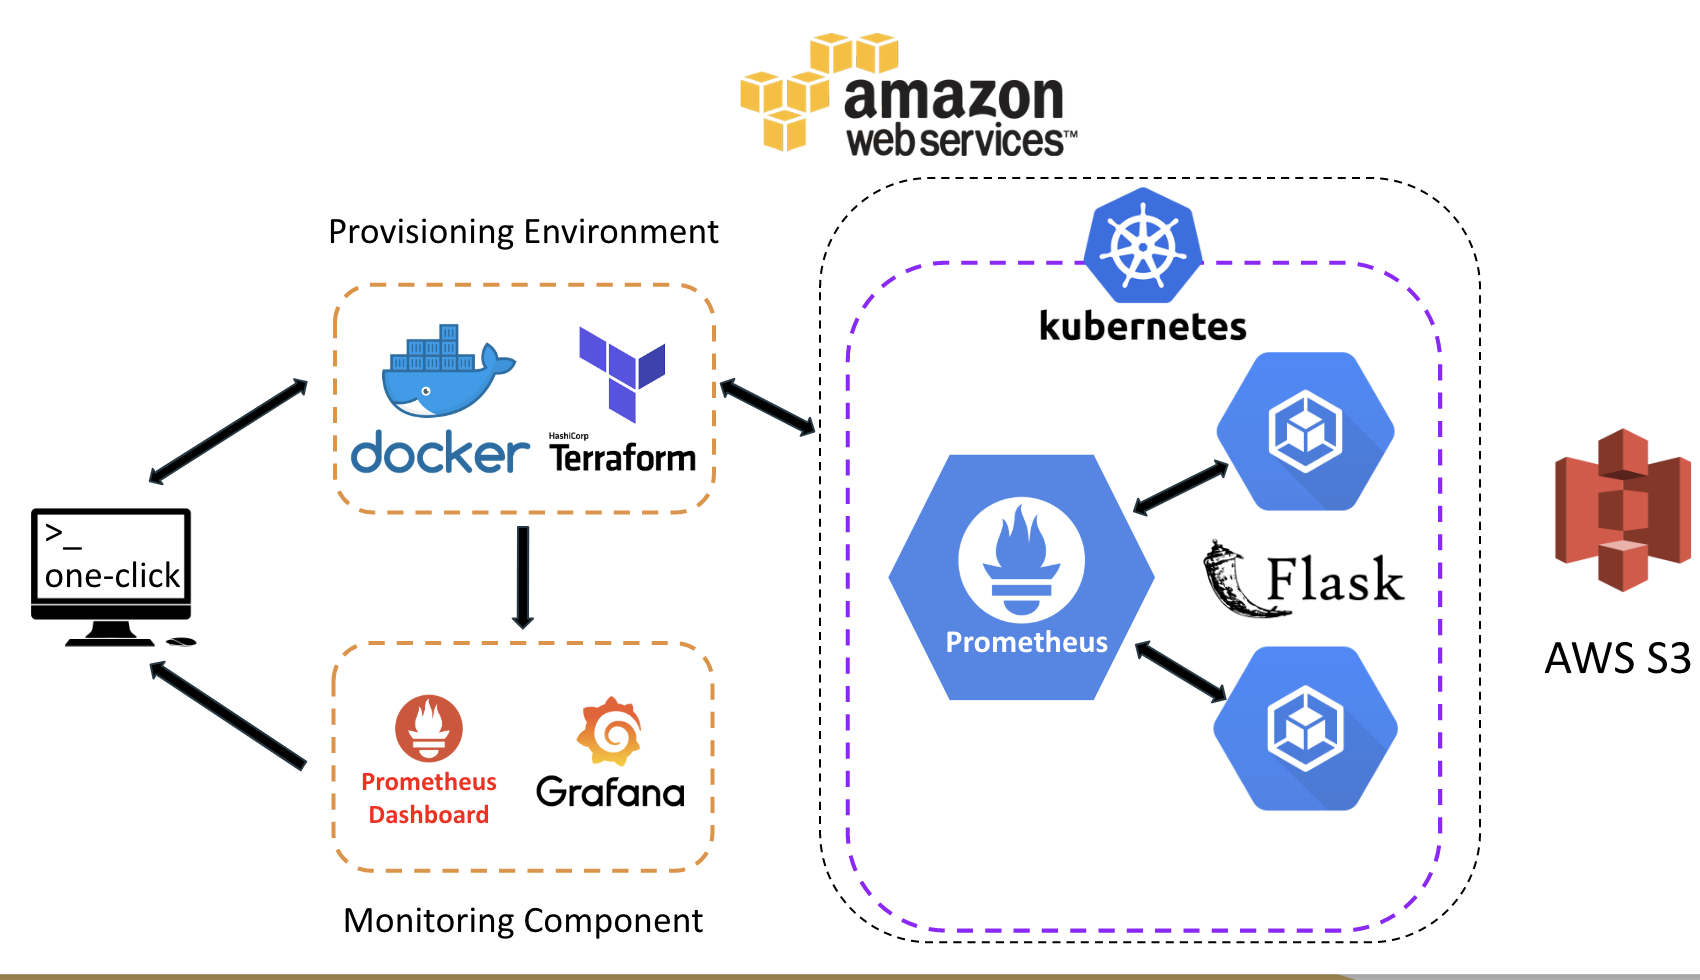 amazon
web services™
Provisioning Environment
kubernetes
docker
HashiCorp
Terraform
>_
one-click
Flask
Prometheus
AWS S3
Prometheus
Dashboard
Grafana
Monitoring Component